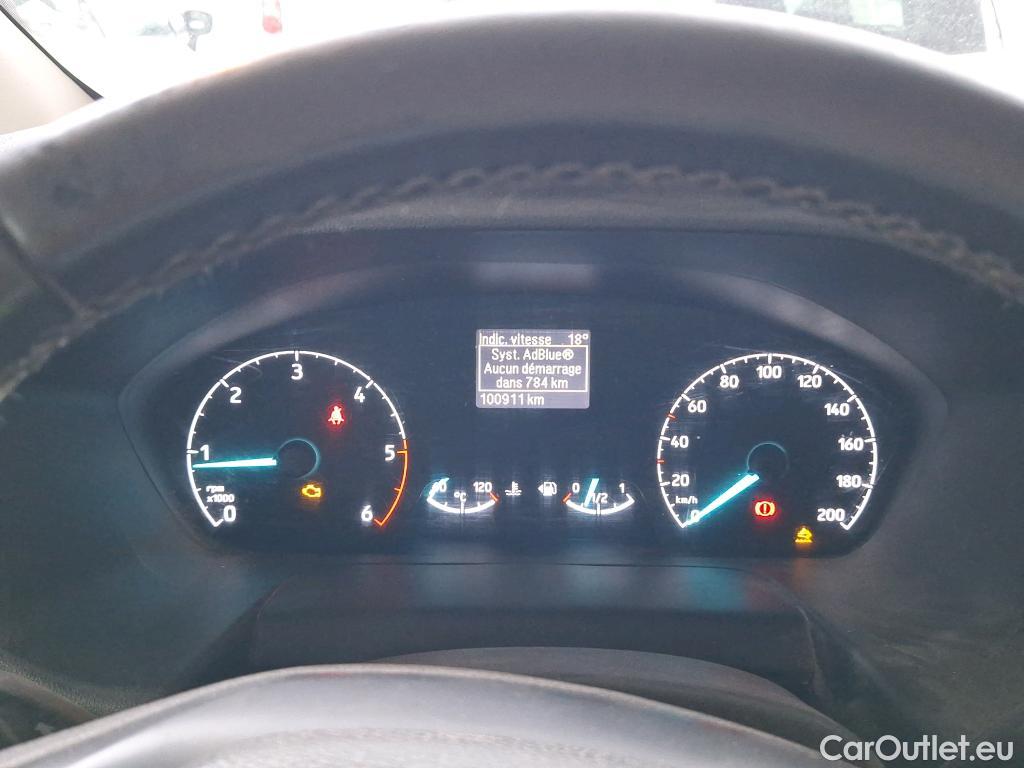 Indic. vitesse 18°
Syst. AdBlue®
Aucun démarrage
dans 784 km
100911 km
0 1 2 3 4 5 6
rpm
x1000
120
°C
0 1/2 1
0 20 40 60 80 100 120 140 160 180 200
km/h
CarOutlet.eu